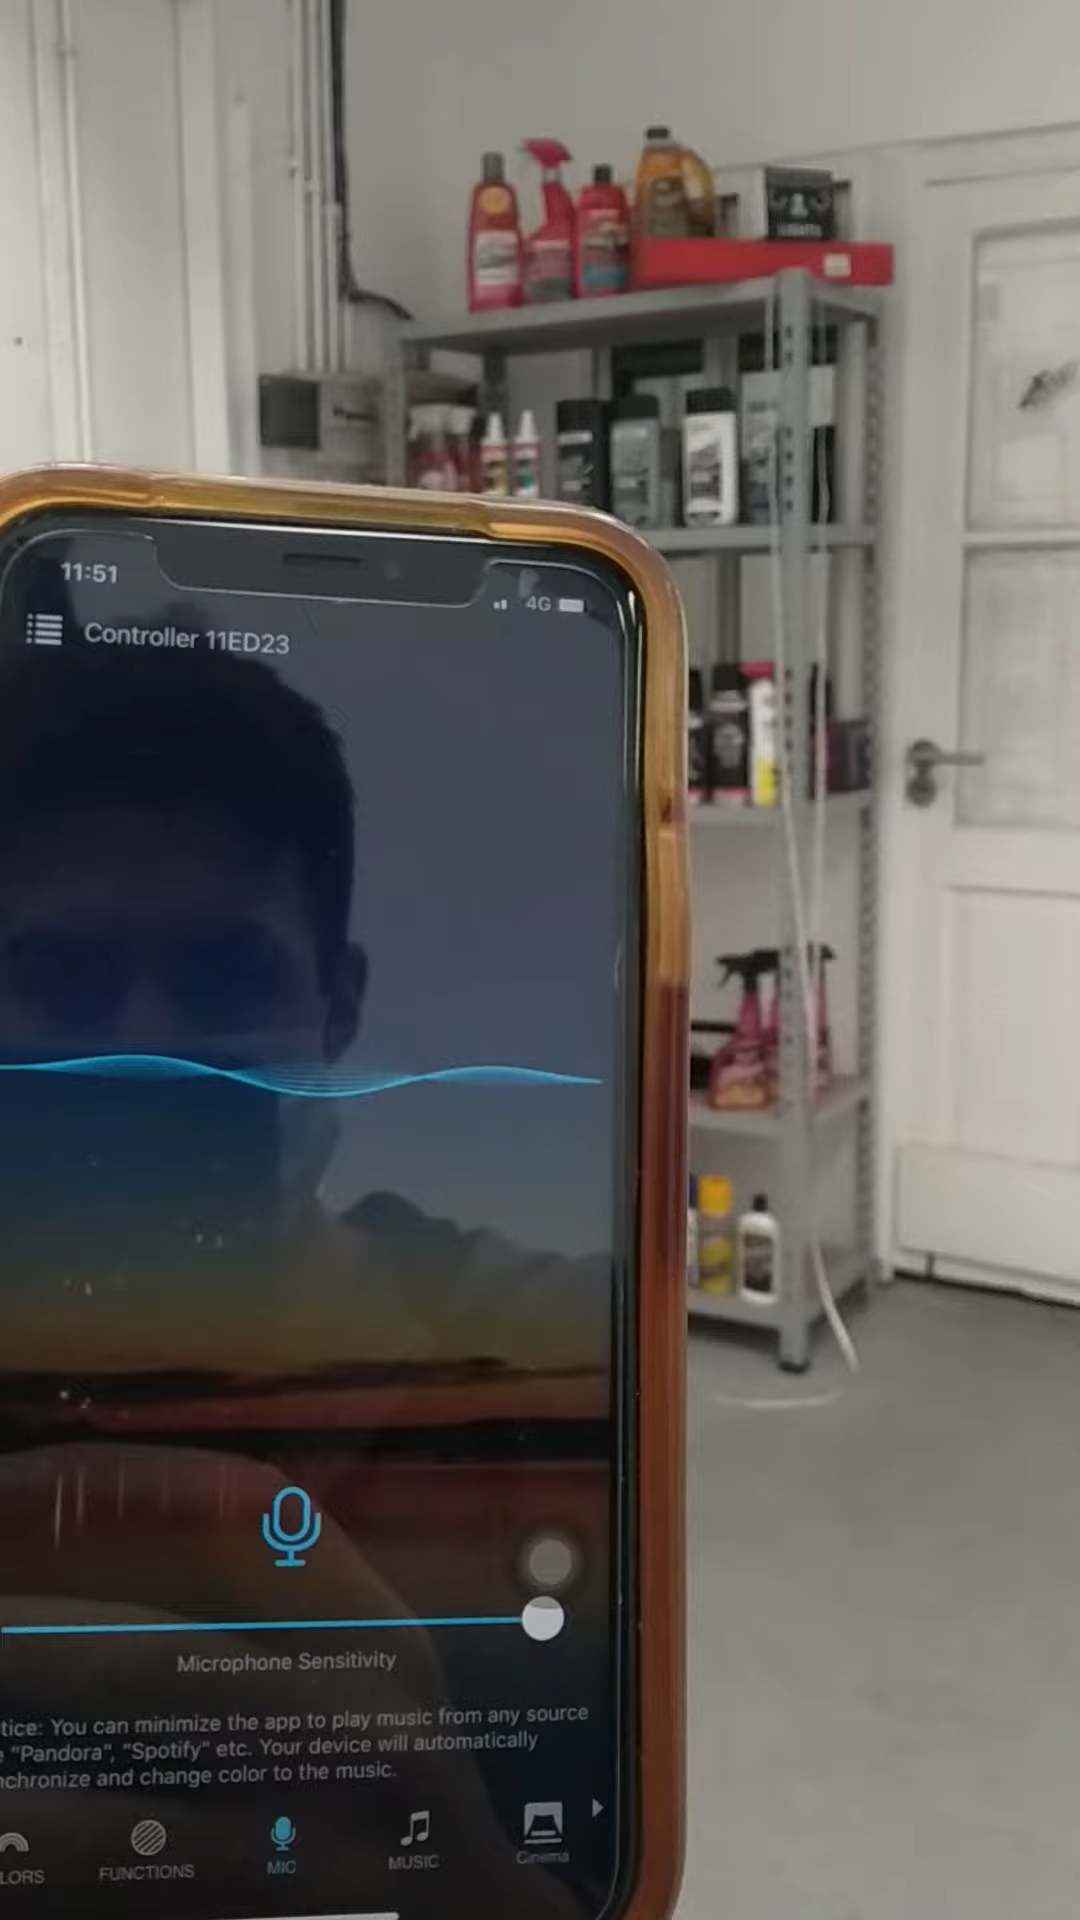 LIGHTS
11:51
4G
Controller 11ED23
Microphone Sensitivity
tice: You can minimize the app to play music from any source
e "Pandora", "Spotify" etc. Your device will automatically
nchronize and change color to the music.
LORS
FUNCTIONS
MIC
MUSIC
Cinema